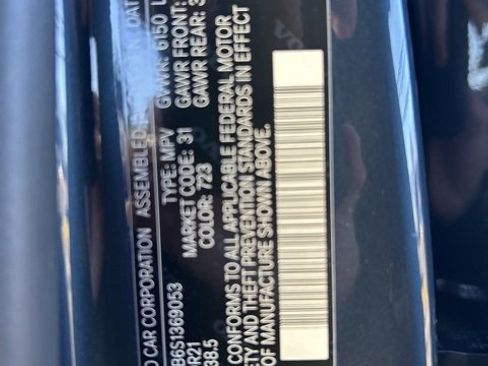 O CAR CORPORATION ASSEMBLED
GVWR: 6150
GAWR FRONT:
GAWR REAR:
TYPE: MPV
MARKET CODE: 31
COLOR: 723
B6S1369053
R21
38.5
CONFORMS TO ALL APPLICABLE FEDERAL MOTOR
ETY AND THEFT PREVENTION STANDARDS IN EFFECT
OF MANUFACTURE SHOWN ABOVE.